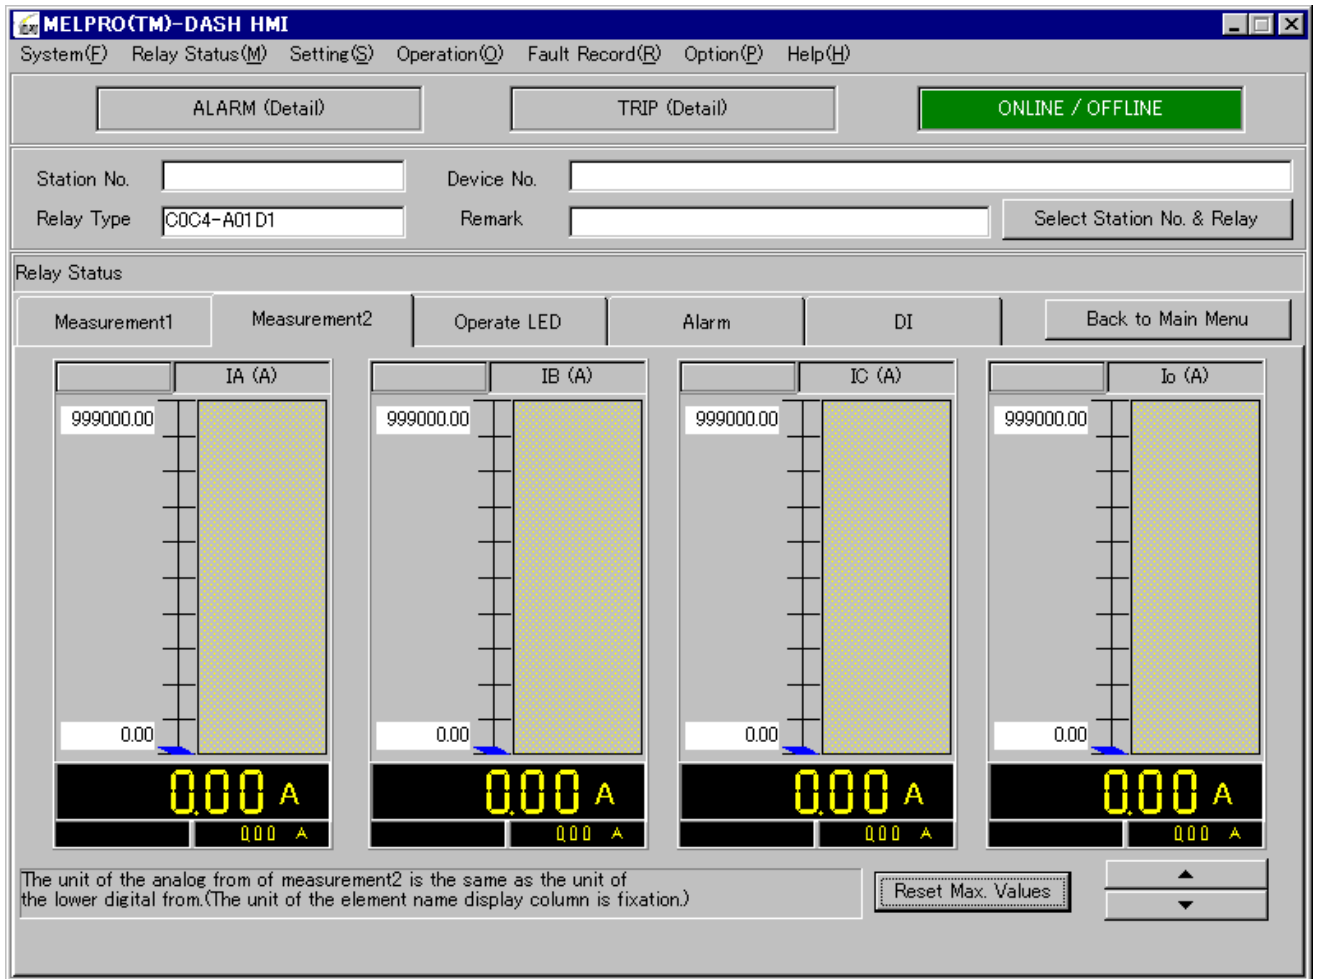 MELPRO(TM)-DASH HMI
System(F) Relay Status(M) Setting(S) Operation(O) Fault Record(R) Option(P) Help(H)
ALARM (Detail) TRIP (Detail) ONLINE / OFFLINE
Station No. Device No.
Relay Type COC4-A01D1 Remark Select Station No. & Relay
Relay Status
Measurement1 Measurement2 Operate LED Alarm DI Back to Main Menu
IA (A) IB (A) IC (A) Io (A)
999000.00 999000.00 999000.00 999000.00
0.00 0.00 0.00 0.00
0.00 A 0.00 A 0.00 A 0.00 A
0.00 A 0.00 A 0.00 A 0.00 A
The unit of the analog from of measurement2 is the same as the unit of
the lower digital from.(The unit of the element name display column is fixation.)
Reset Max. Values